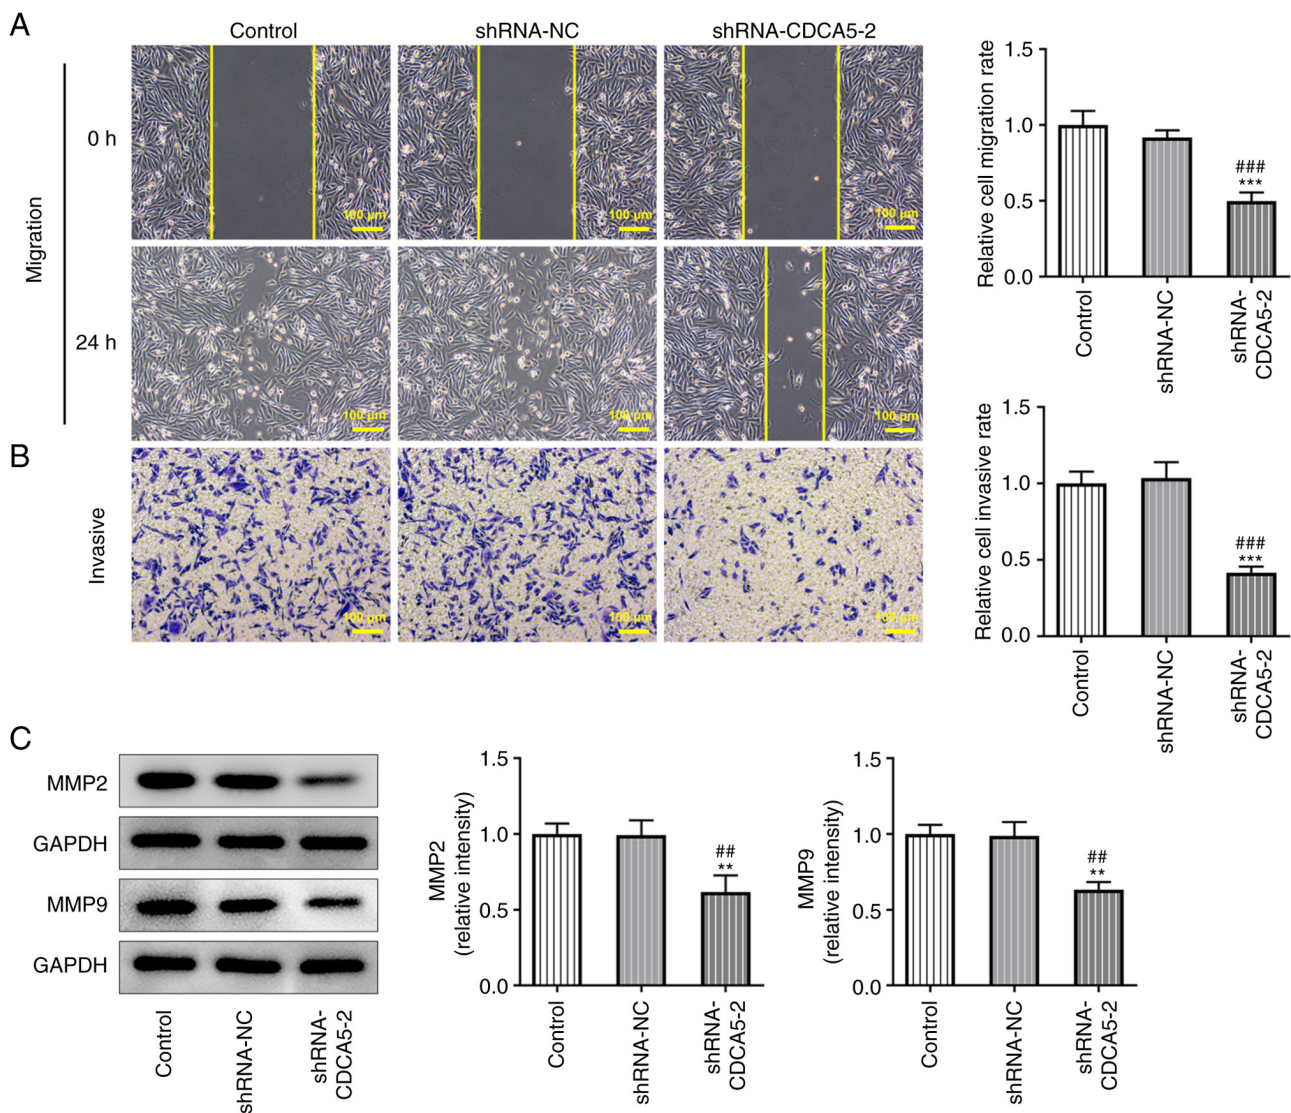 A
Control
shRNA-NC
shRNA-CDCA5-2
Migration
0 h
100 µm
100 µm
100 µm
24 h
100 µm
100 µm
100 µm
Relative cell migration rate
1.5
1.0
0.5
0.0
###
***
Control
shRNA-NC
shRNA-
CDCA5-2
B
Invasive
100 µm
100 µm
100 µm
Relative cell invasive rate
1.5
1.0
0.5
0.0
###
***
Control
shRNA-NC
shRNA-
CDCA5-2
C
MMP2
GAPDH
MMP9
GAPDH
Control
shRNA-NC
shRNA-
CDCA5-2
MMP2
(relative intensity)
1.5
1.0
0.5
0.0
##
**
Control
shRNA-NC
shRNA-
CDCA5-2
MMP9
(relative intensity)
1.5
1.0
0.5
0.0
##
**
Control
shRNA-NC
shRNA-
CDCA5-2